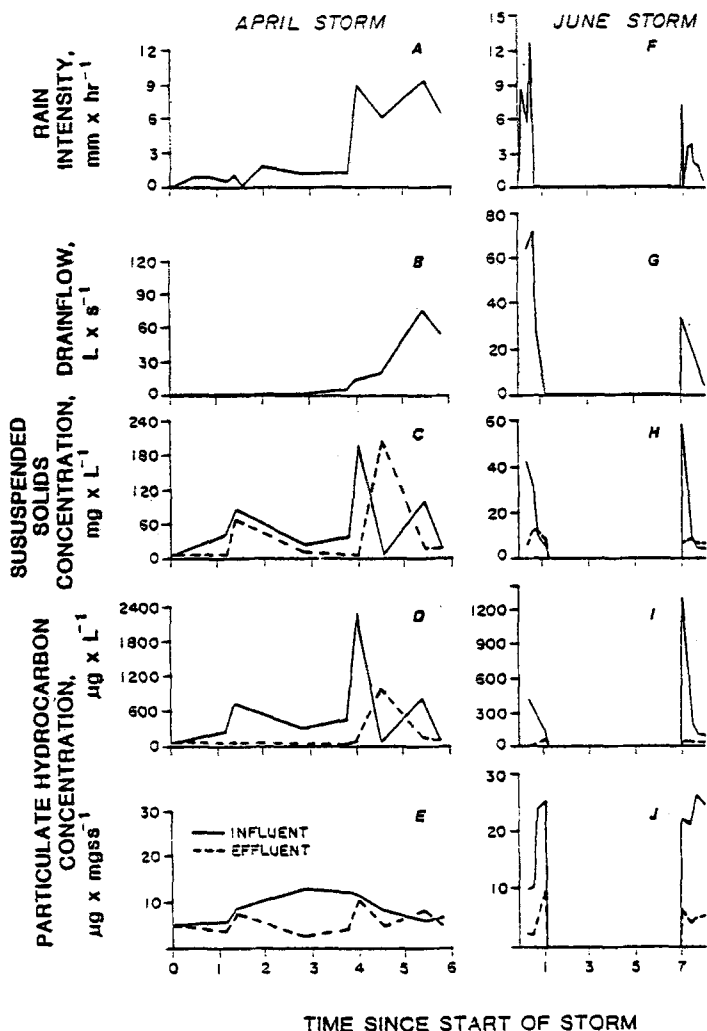 APRIL STORM
JUNE STORM
RAIN
INTENSITY,
mm x hr⁻¹
12
9
6
3
0
A
15
12
9
6
3
0
F
DRAINFLOW,
L x s⁻¹
120
90
60
30
0
B
80
60
40
20
0
G
SUSUSPENDED
SOLIDS
CONCENTRATION,
mg x L⁻¹
240
180
120
60
0
C
60
40
20
10
0
H
PARTICULATE HYDROCARBON
CONCENTRATION,
µg x L⁻¹
2400
1800
1200
600
0
D
1200
900
600
300
0
I
µg x mgss⁻¹
30
20
10
E
INFLUENT
EFFLUENT
30
20
10
J
0 1 2 3 4 5 6
1 3 5 7
TIME SINCE START OF STORM